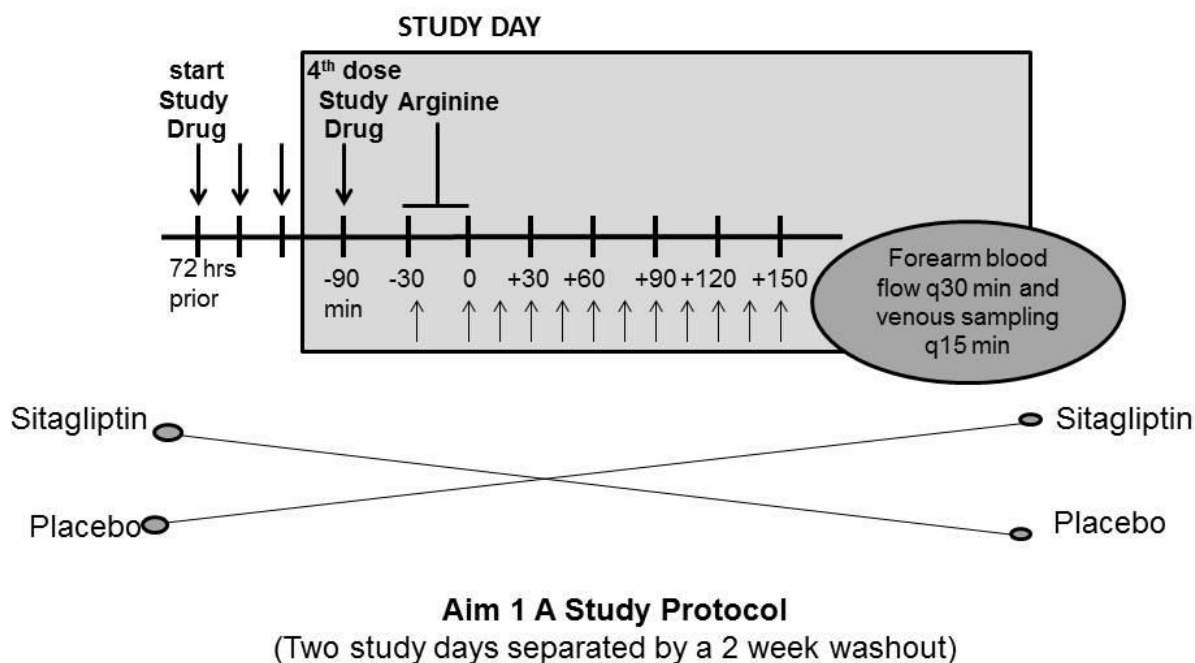 STUDY DAY
start
Study
Drug
4th dose
Study
Drug
Arginine
72 hrs
prior
-90
min
-30
0
+30
+60
+90
+120
+150
Forearm blood
flow q30 min and
venous sampling
q15 min
Sitagliptin
Sitagliptin
Placebo
Placebo
Aim 1 A Study Protocol
(Two study days separated by a 2 week washout)